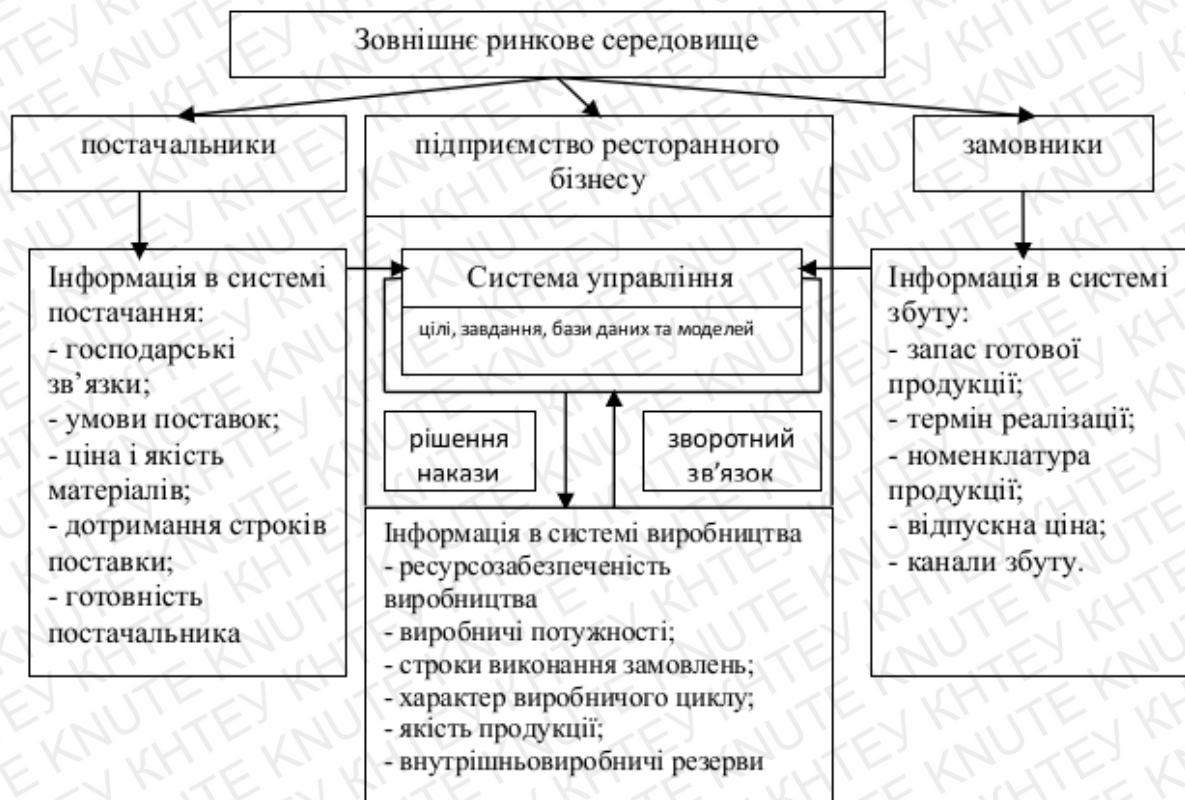 Зовнішнє ринкове середовище
постачальники
підприємство ресторанного
бізнесу
замовники
Інформація в системі
постачання:
- господарські
зв’язки;
- умови поставок;
- ціна і якість
матеріалів;
- дотримання строків
поставки;
- готовність
постачальника
Система управління
цілі, завдання, бази даних та моделей
рішення
накази
зворотний
зв’язок
Інформація в системі виробництва
- ресурсозабезпеченість
виробництва
- виробничі потужності;
- строки виконання замовлень;
- характер виробничого циклу;
- якість продукції;
- внутрішньовиробничі резерви
Інформація в системі
збуту:
- запас готової
продукції;
- термін реалізації;
- номенклатура
продукції;
- відпускна ціна;
- канали збуту.
KNUTE КНТЕУ